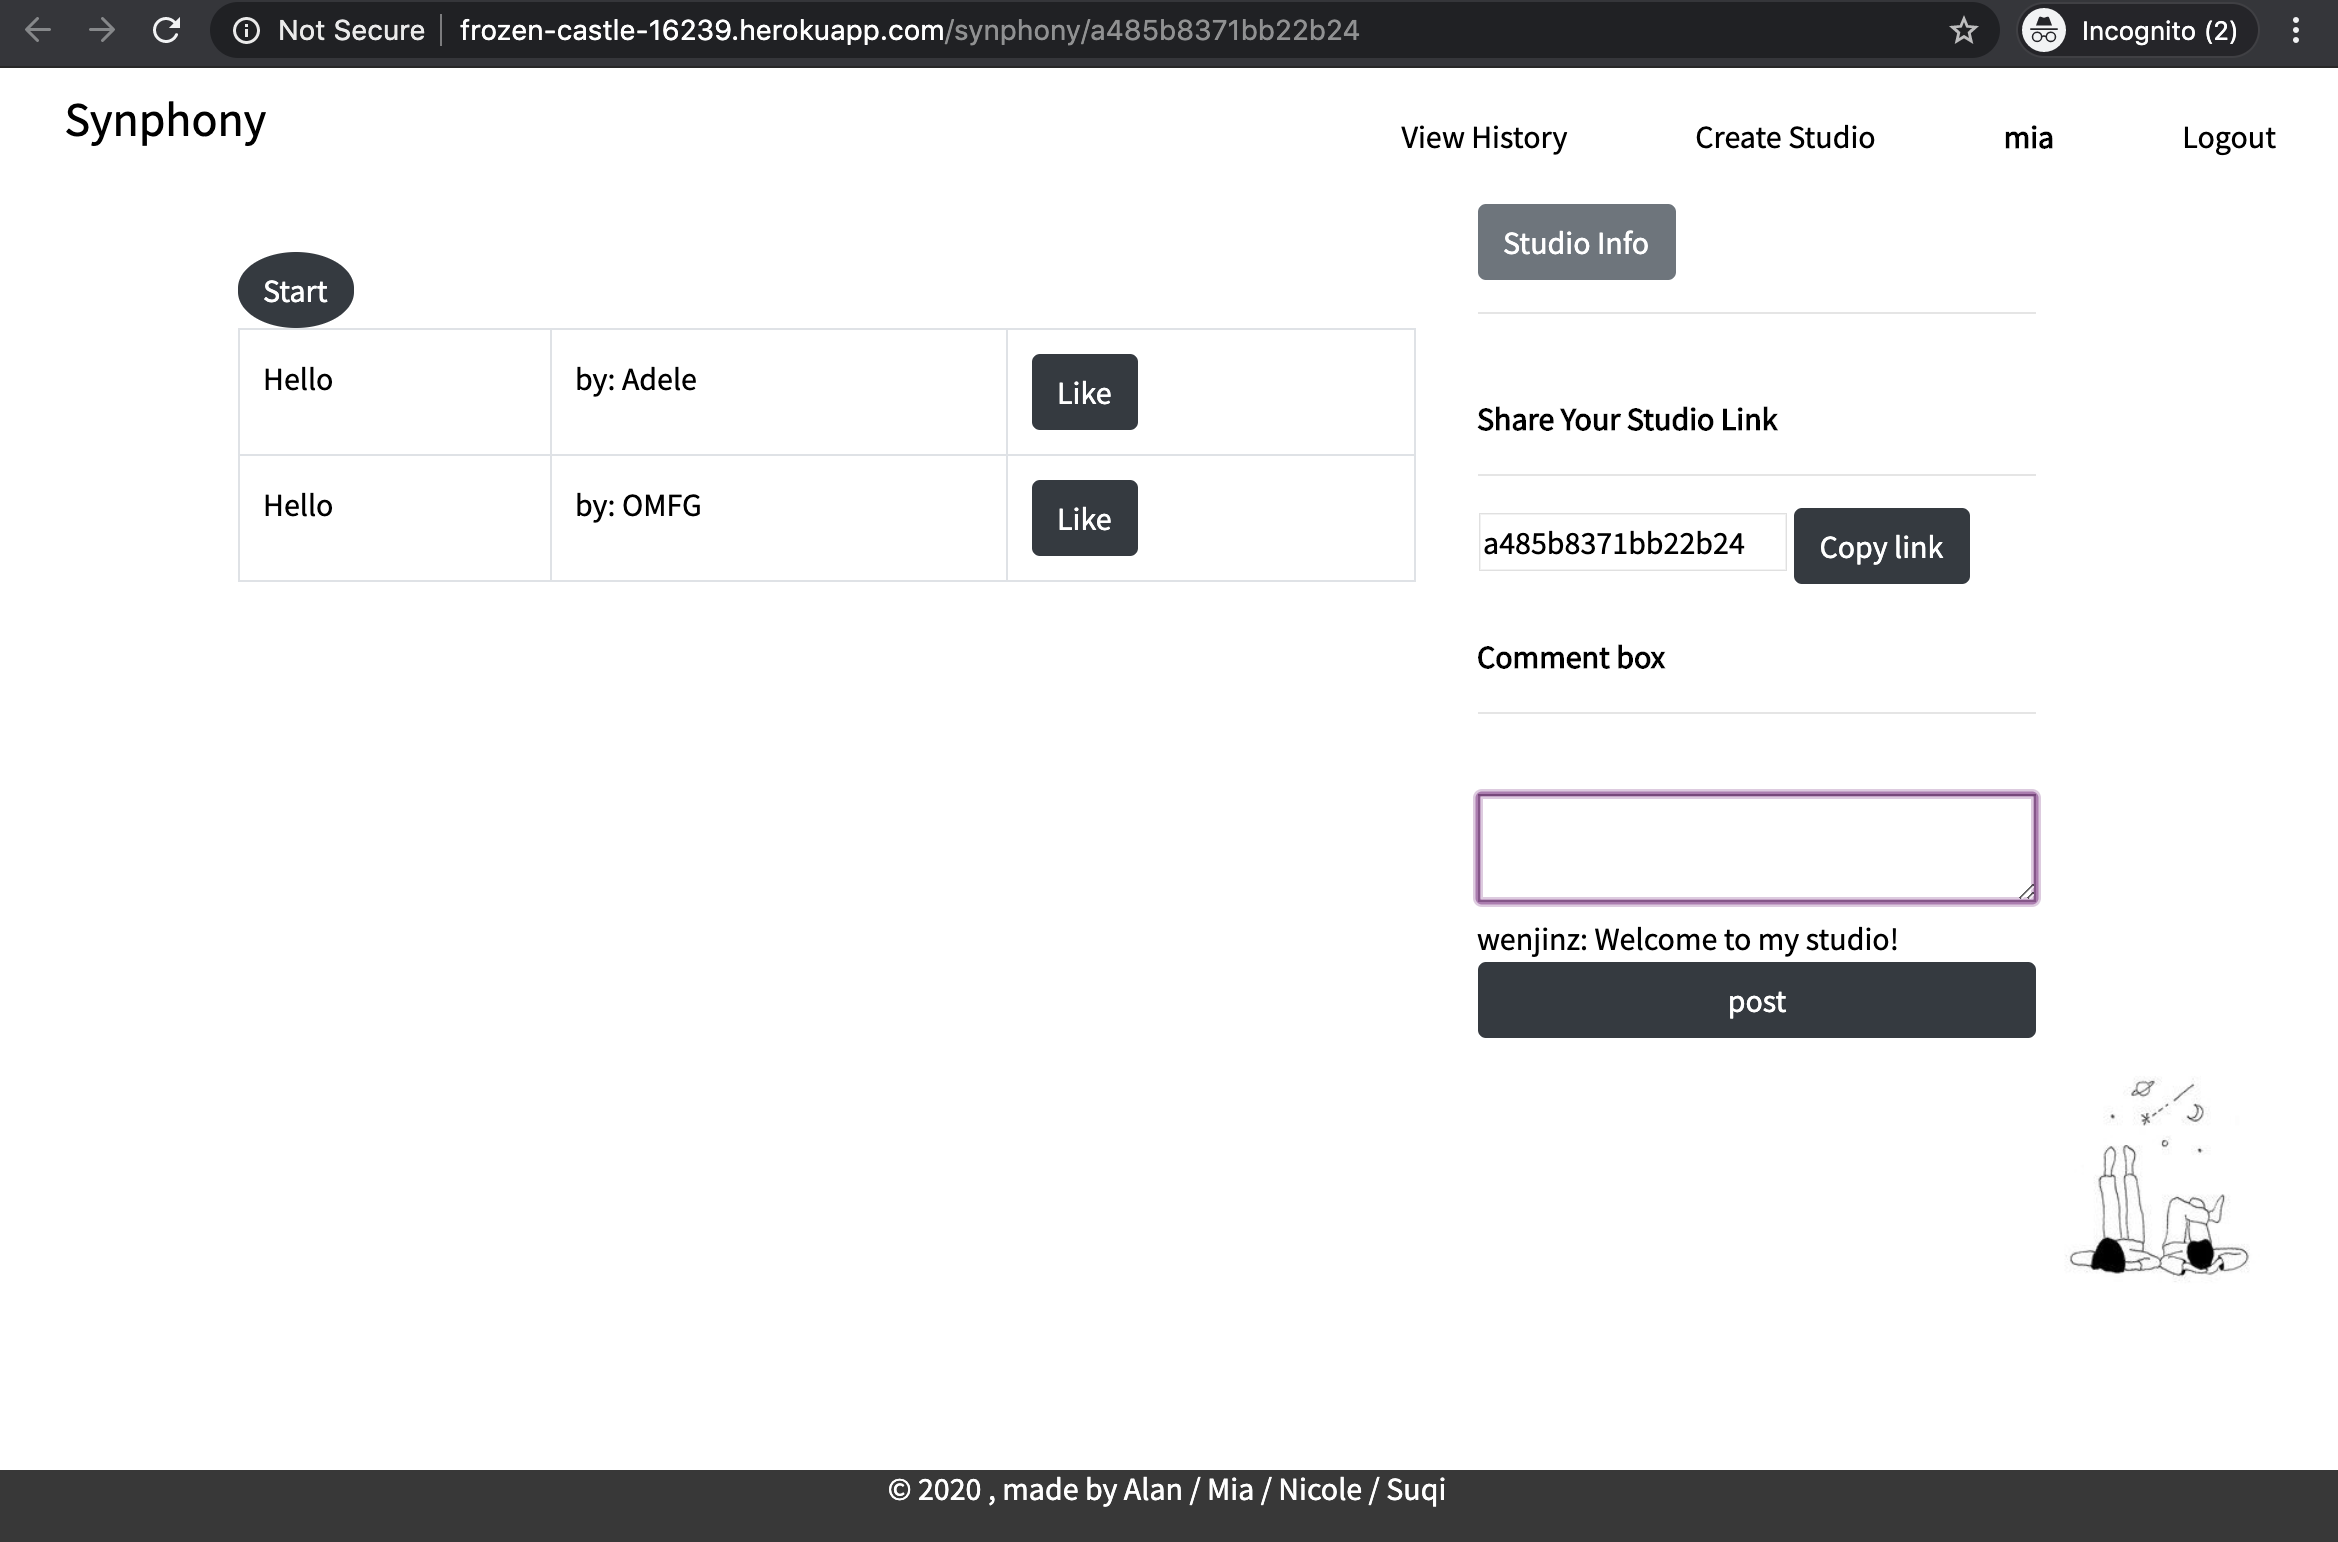 Not Secure frozen-castle-16239.herokuapp.com/synphony/a485b8371bb22b24 Incognito (2)
Synphony
View History Create Studio mia Logout
Studio Info
Start
Hello by: Adele Like
Hello by: OMFG Like
Share Your Studio Link
a485b8371bb22b24 Copy link
Comment box
wenjinz: Welcome to my studio!
post
© 2020 , made by Alan / Mia / Nicole / Suqi